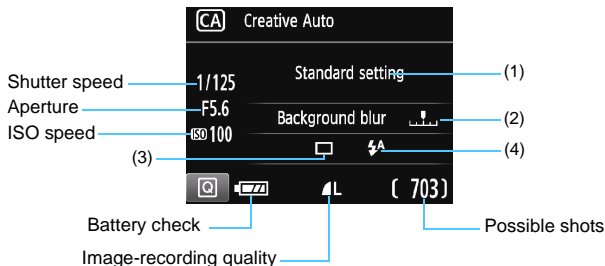 CA Creative Auto
Shutter speed 1/125 Standard setting (1)
Aperture F5.6
ISO speed ISO 100 Background blur (2)
(3) A (4)
Q L ( 703)
Battery check Possible shots
Image-recording quality